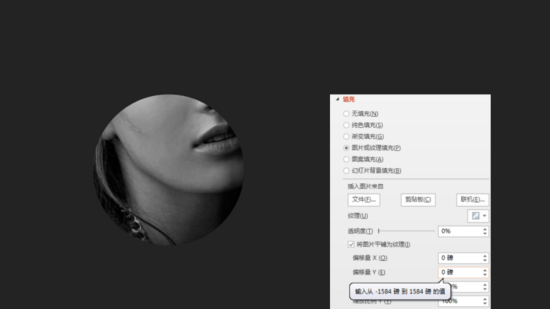 填充
无填充(N)
纯色填充(S)
渐变填充(G)
图片或纹理填充(P)
图案填充(A)
幻灯片背景填充(B)
插入图片来自
文件(F)... 剪贴板(C) 联机(E)...
纹理(U)
透明度(T) 0%
将图片平铺为纹理(I)
偏移量 X (O) 0 磅
偏移量 Y (E) 0 磅
输入从 -1584 磅 到 1584 磅 的值
100%